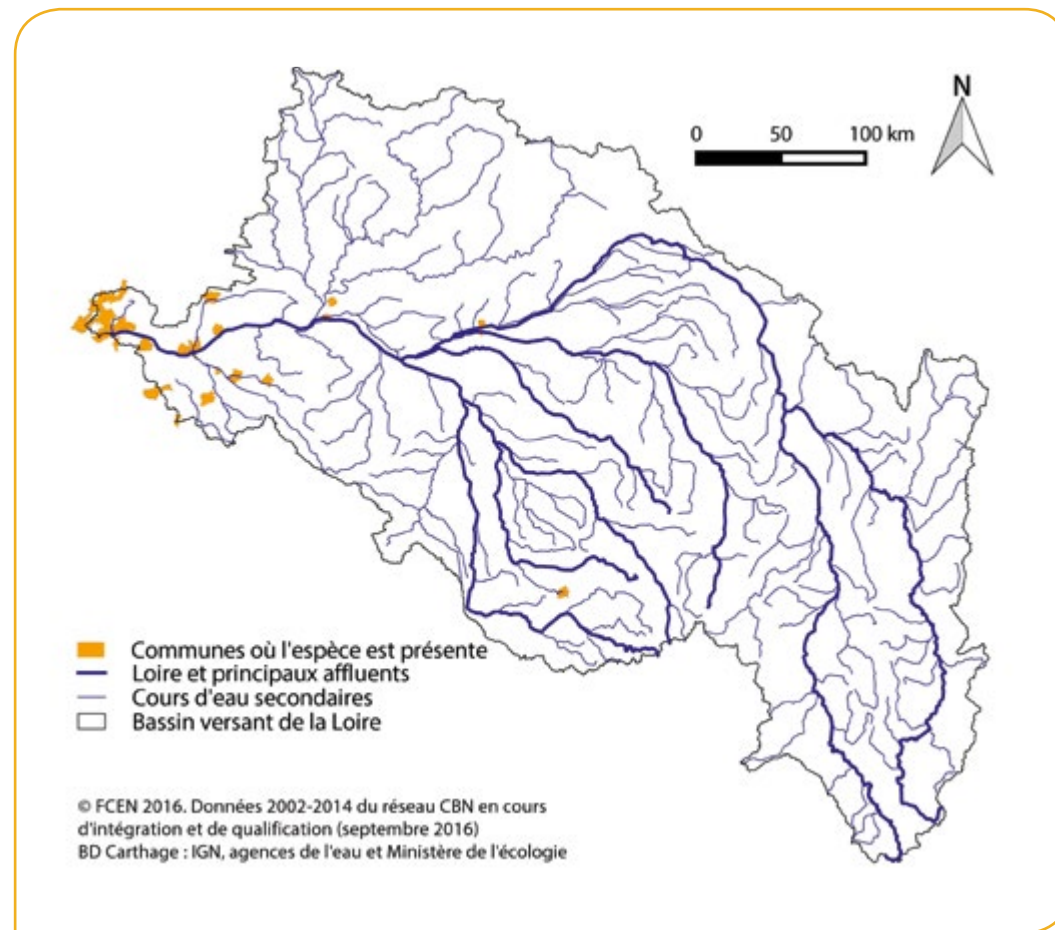 N
0 50 100 km
Communes où l'espèce est présente
Loire et principaux affluents
Cours d'eau secondaires
Bassin versant de la Loire
© FCEN 2016. Données 2002-2014 du réseau CBN en cours
d'intégration et de qualification (septembre 2016)
BD Carthage : IGN, agences de l'eau et Ministère de l'écologie